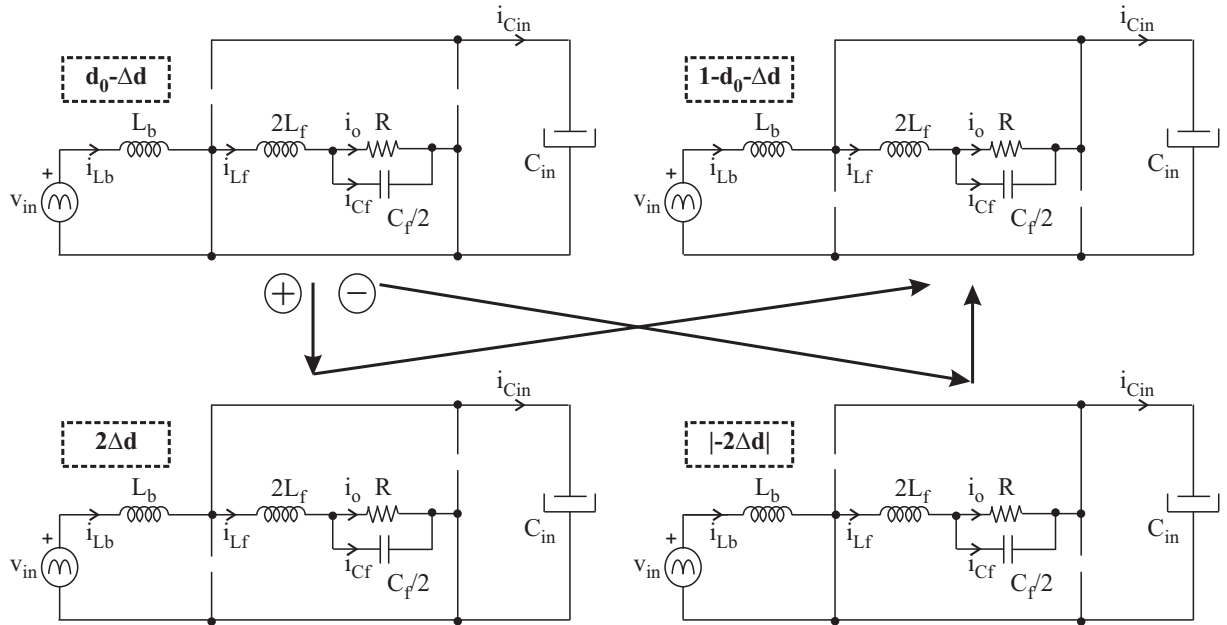 i_Cin
d₀-Δd
L_b
2L_f
i_o
R
i_Lb
i_Lf
i_Cf
C_f/2
C_in
+
v_in
i_Cin
1-d₀-Δd
L_b
2L_f
i_o
R
i_Lb
i_Lf
i_Cf
C_f/2
C_in
+
v_in
+
−
i_Cin
2Δd
L_b
2L_f
i_o
R
i_Lb
i_Lf
i_Cf
C_f/2
C_in
+
v_in
i_Cin
|-2Δd|
L_b
2L_f
i_o
R
i_Lb
i_Lf
i_Cf
C_f/2
C_in
+
v_in